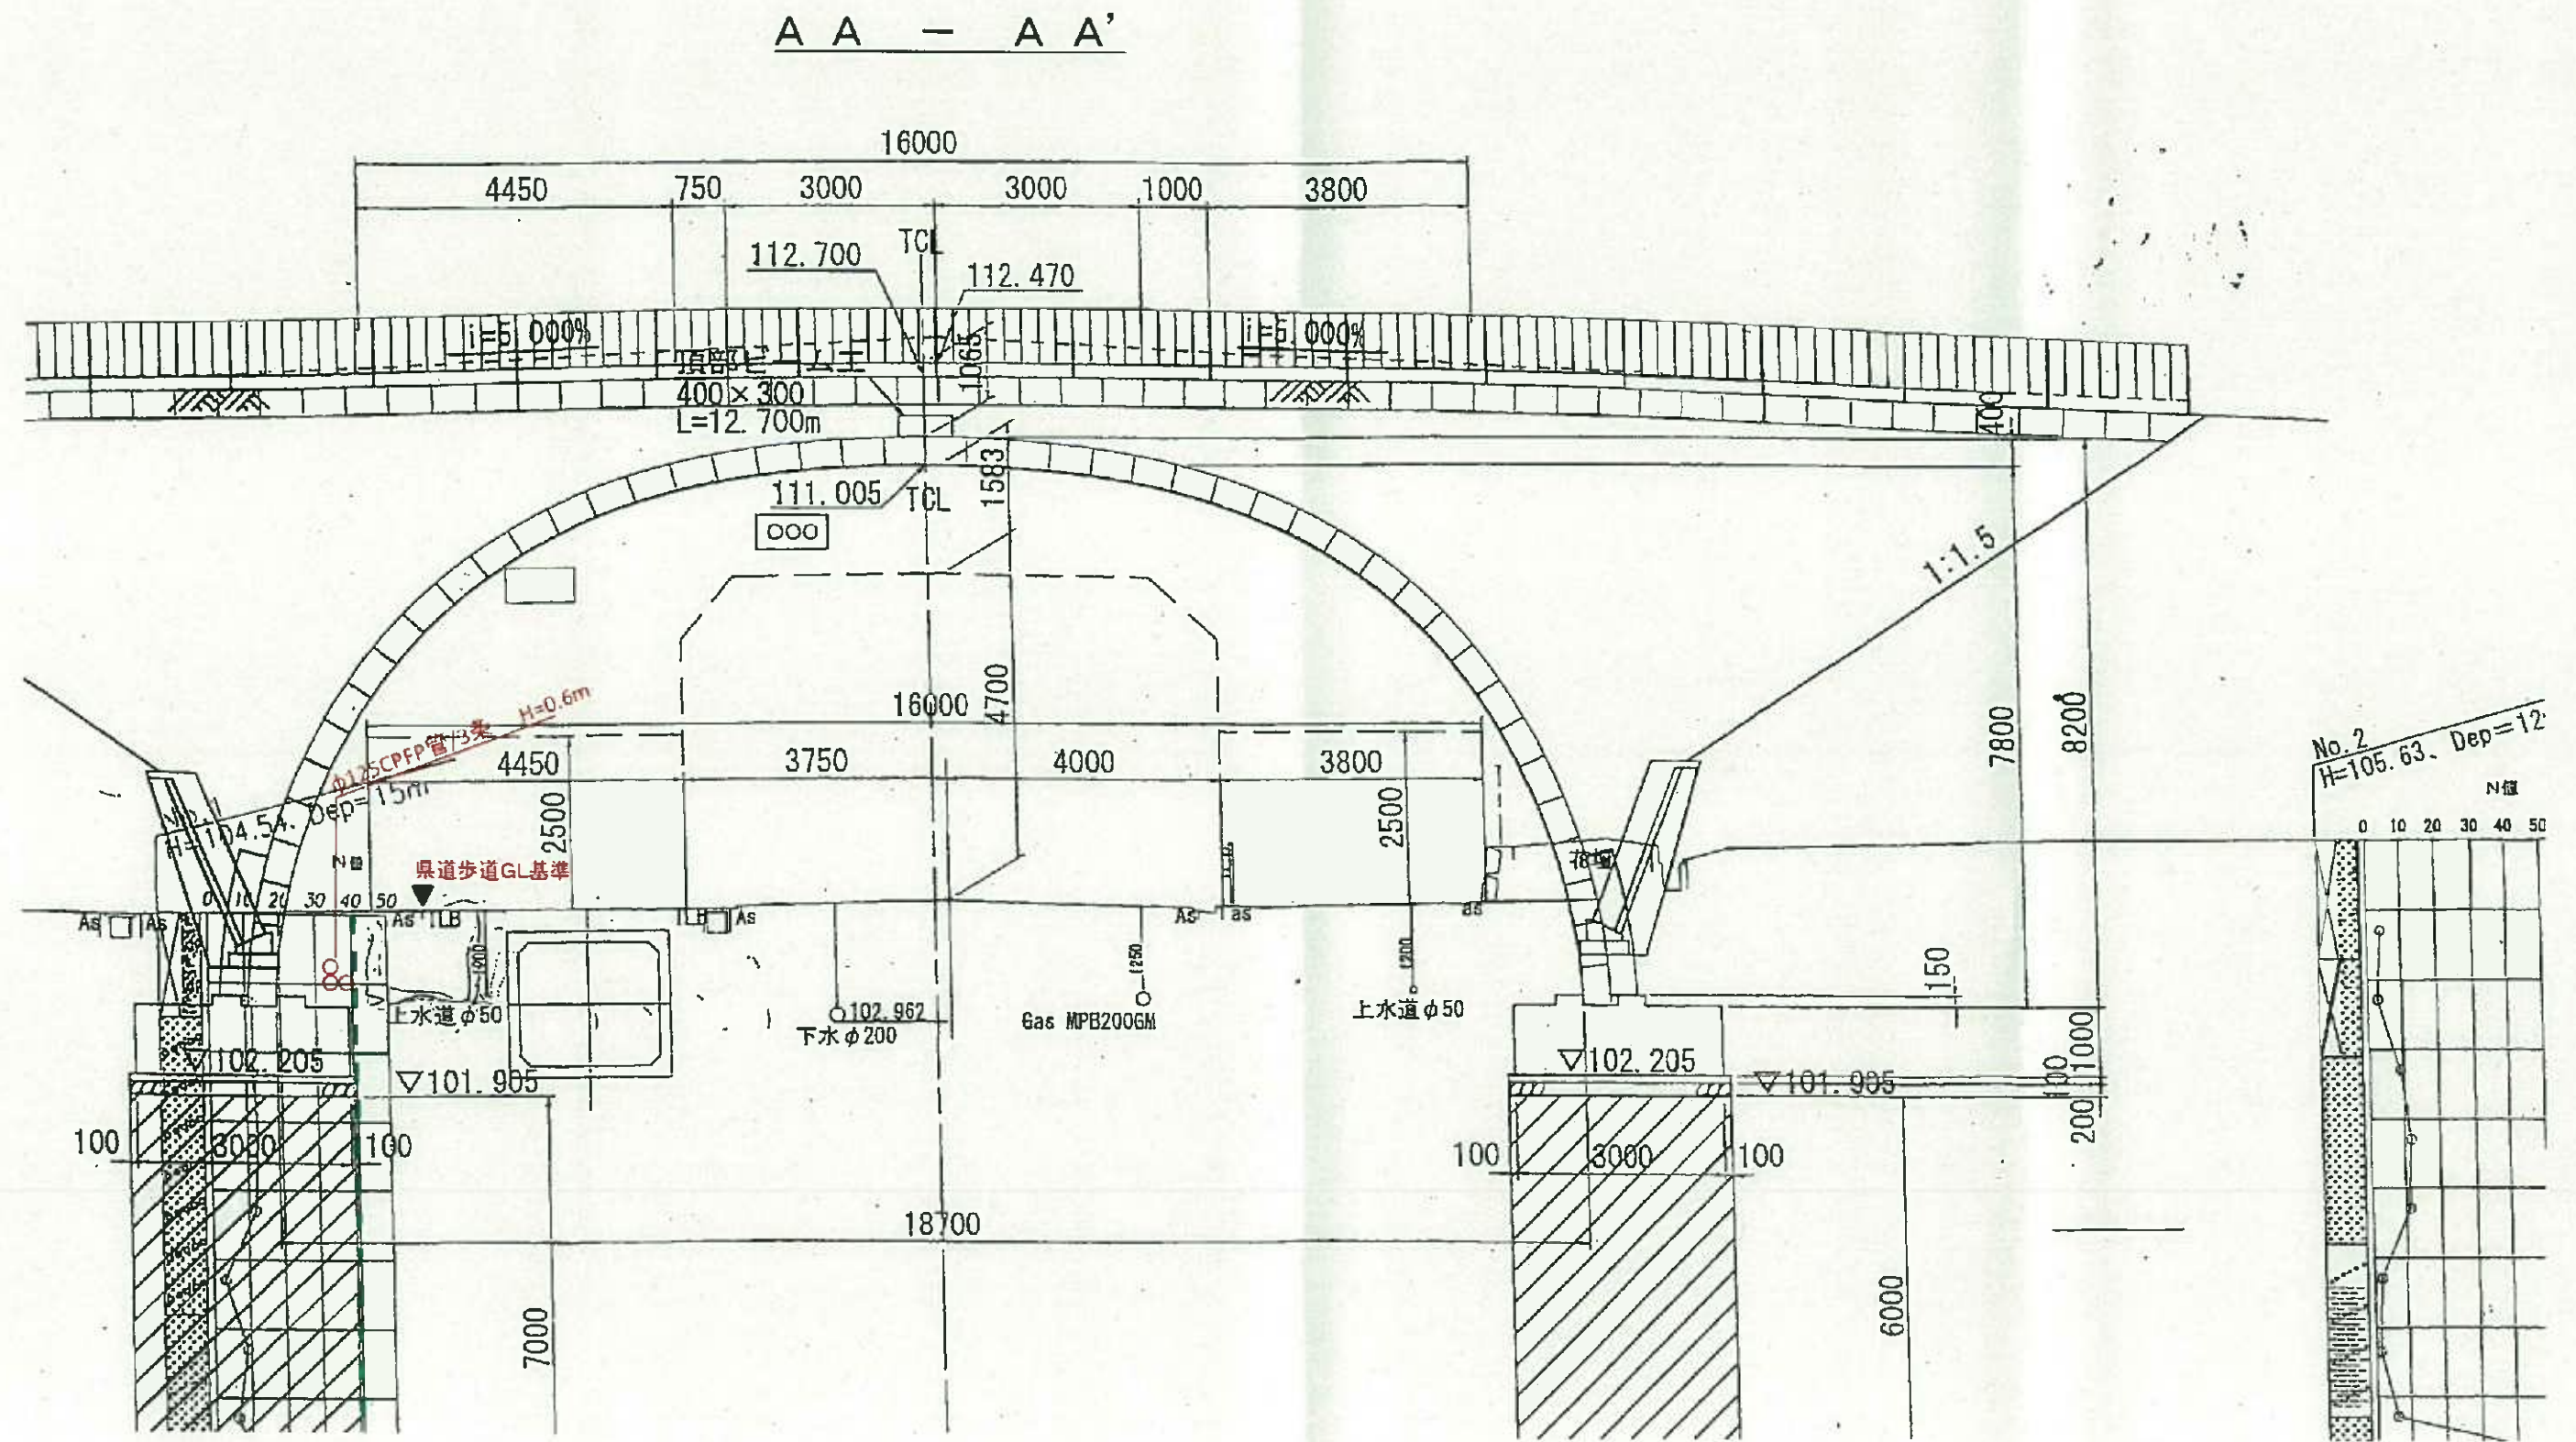 A A - A A'
16000
4450 750 3000 3000 1000 3800
TCL
112.700
112.470
i=5.000% i=5.000%
1065
頂部ビーム工
400×300
L=12.700m
400
1583
111.005 TCL
1:1.5
4700
16000
4450 3750 4000 3800
2500 2500
7800
8200
φ125CPFP管/3条 H=0.6m
Dep=15m
H=104.54.
N値
県道歩道GL基準
0 10 20 30 40 50
花壇
No.2
H=105.63、Dep=12
N値
0 10 20 30 40 50
As As As LB LB As As as as
1250
1200
150
上水道φ50
102.962
下水φ200
Gas MPB200GM
上水道φ50
102.205
▽101.905
▽102.205
▽101.905
1000
100
200
100 3000 100
100 3000 100
18700
7000
6000